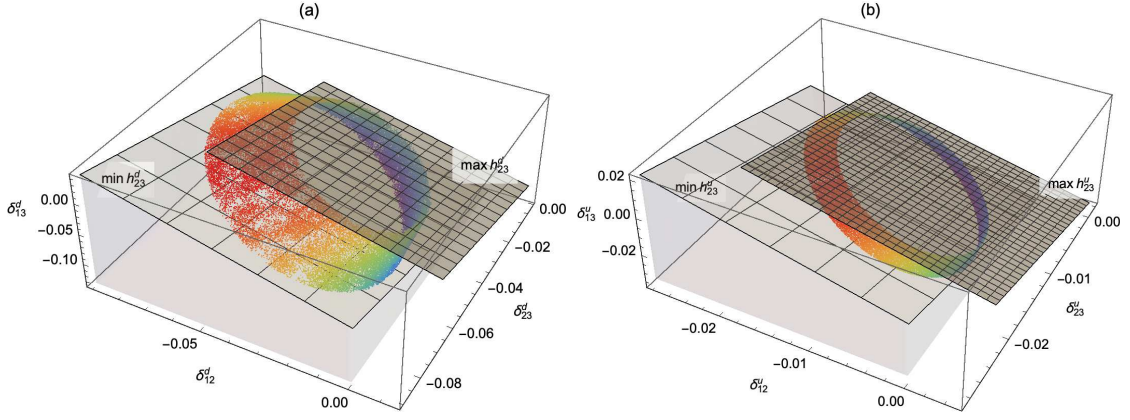 (a)
min h^d_23
max h^d_23
δ^d_13
0.00
−0.05
−0.10
−0.05
0.00
δ^d_12
0.00
−0.02
−0.04
−0.06
−0.08
δ^d_23
(b)
min h^d_23
max h^u_23
δ^u_13
0.02
0.00
−0.02
−0.02
−0.01
0.00
δ^u_12
0.00
−0.01
−0.02
δ^u_23